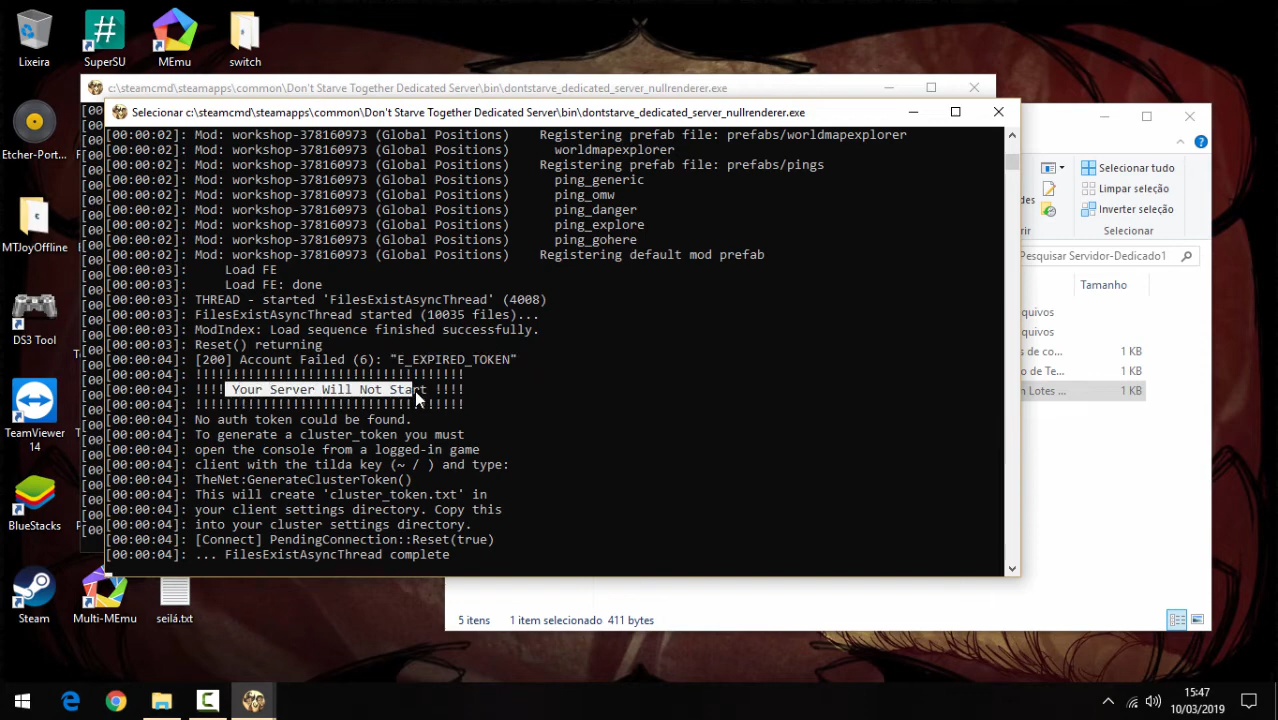 Lixeira
SuperSU
MEmu
switch
Etcher-Port...
MTJoyOffline
DS3 Tool
TeamViewer
14
BlueStacks
Steam
Multi-MEmu
seilá.txt
c:\steamcmd\steamapps\common\Don't Starve Together Dedicated Server\bin\dontstarve_dedicated_server_nullrenderer.exe
Selecionar c:\steamcmd\steamapps\common\Don't Starve Together Dedicated Server\bin\dontstarve_dedicated_server_nullrenderer.exe
[00:00:02]: Mod: workshop-378160973 (Global Positions) Registering prefab file: prefabs/worldmapexplorer
[00:00:02]: Mod: workshop-378160973 (Global Positions) worldmapexplorer
[00:00:02]: Mod: workshop-378160973 (Global Positions) Registering prefab file: prefabs/pings
[00:00:02]: Mod: workshop-378160973 (Global Positions) ping_generic
[00:00:02]: Mod: workshop-378160973 (Global Positions) ping_omw
[00:00:02]: Mod: workshop-378160973 (Global Positions) ping_danger
[00:00:02]: Mod: workshop-378160973 (Global Positions) ping_explore
[00:00:02]: Mod: workshop-378160973 (Global Positions) ping_gohere
[00:00:02]: Mod: workshop-378160973 (Global Positions) Registering default mod prefab
[00:00:03]: Load FE
[00:00:03]: Load FE: done
[00:00:03]: THREAD - started 'FilesExistAsyncThread' (4008)
[00:00:03]: FilesExistAsyncThread started (10035 files)...
[00:00:03]: ModIndex: Load sequence finished successfully.
[00:00:03]: Reset() returning
[00:00:04]: [200] Account Failed (6): "E_EXPIRED_TOKEN"
[00:00:04]: !!!!!!!!!!!!!!!!!!!!!!!!!!!!!!!!!!!!
[00:00:04]: !!!! Your Server Will Not Start !!!!
[00:00:04]: !!!!!!!!!!!!!!!!!!!!!!!!!!!!!!!!!!!!
[00:00:04]: No auth token could be found.
[00:00:04]: To generate a cluster_token you must
[00:00:04]: open the console from a logged-in game
[00:00:04]: client with the tilda key (~ / ) and type:
[00:00:04]: TheNet:GenerateClusterToken()
[00:00:04]: This will create 'cluster_token.txt' in
[00:00:04]: your client settings directory. Copy this
[00:00:04]: into your cluster settings directory.
[00:00:04]: [Connect] PendingConnection::Reset(true)
[00:00:04]: ... FilesExistAsyncThread complete
Selecionar tudo
Limpar seleção
Inverter seleção
Selecionar
Pesquisar Servidor-Dedicado1
Tamanho
1 KB
1 KB
1 KB
5 itens 1 item selecionado 411 bytes
15:47
10/03/2019